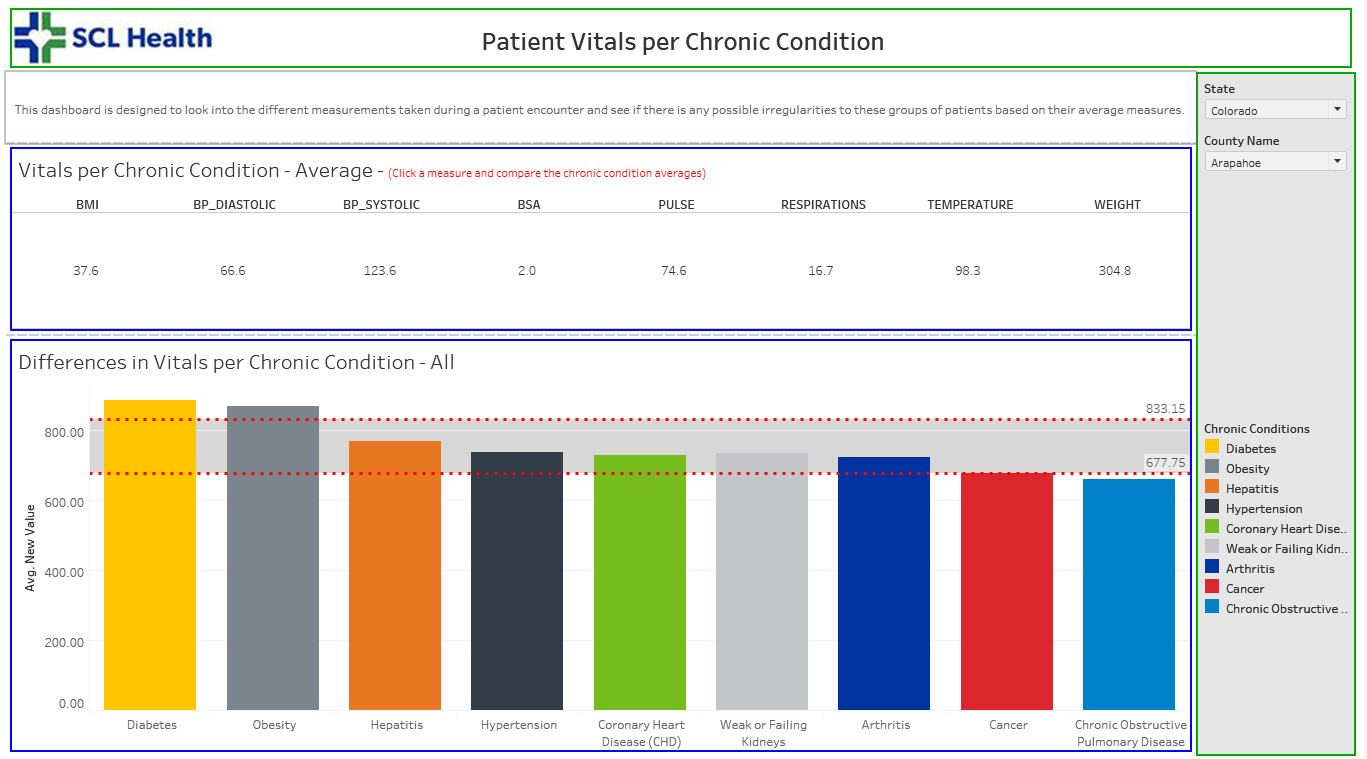 SCL Health
Patient Vitals per Chronic Condition
This dashboard is designed to look into the different measurements taken during a patient encounter and see if there is any possible irregularities to these groups of patients based on their average measures.
State
Colorado
County Name
Arapahoe
Vitals per Chronic Condition - Average - (Click a measure and compare the chronic condition averages)
BMI BP_DIASTOLIC BP_SYSTOLIC BSA PULSE RESPIRATIONS TEMPERATURE WEIGHT
37.6 66.6 123.6 2.0 74.6 16.7 98.3 304.8
Differences in Vitals per Chronic Condition - All
833.15
800.00
677.75
600.00
400.00
200.00
0.00
Avg. New Value
Diabetes Obesity Hepatitis Hypertension Coronary Heart Weak or Failing Arthritis Cancer Chronic Obstructive
Disease (CHD) Kidneys Pulmonary Disease
Chronic Conditions
Diabetes
Obesity
Hepatitis
Hypertension
Coronary Heart Dise..
Weak or Failing Kidn..
Arthritis
Cancer
Chronic Obstructive ..